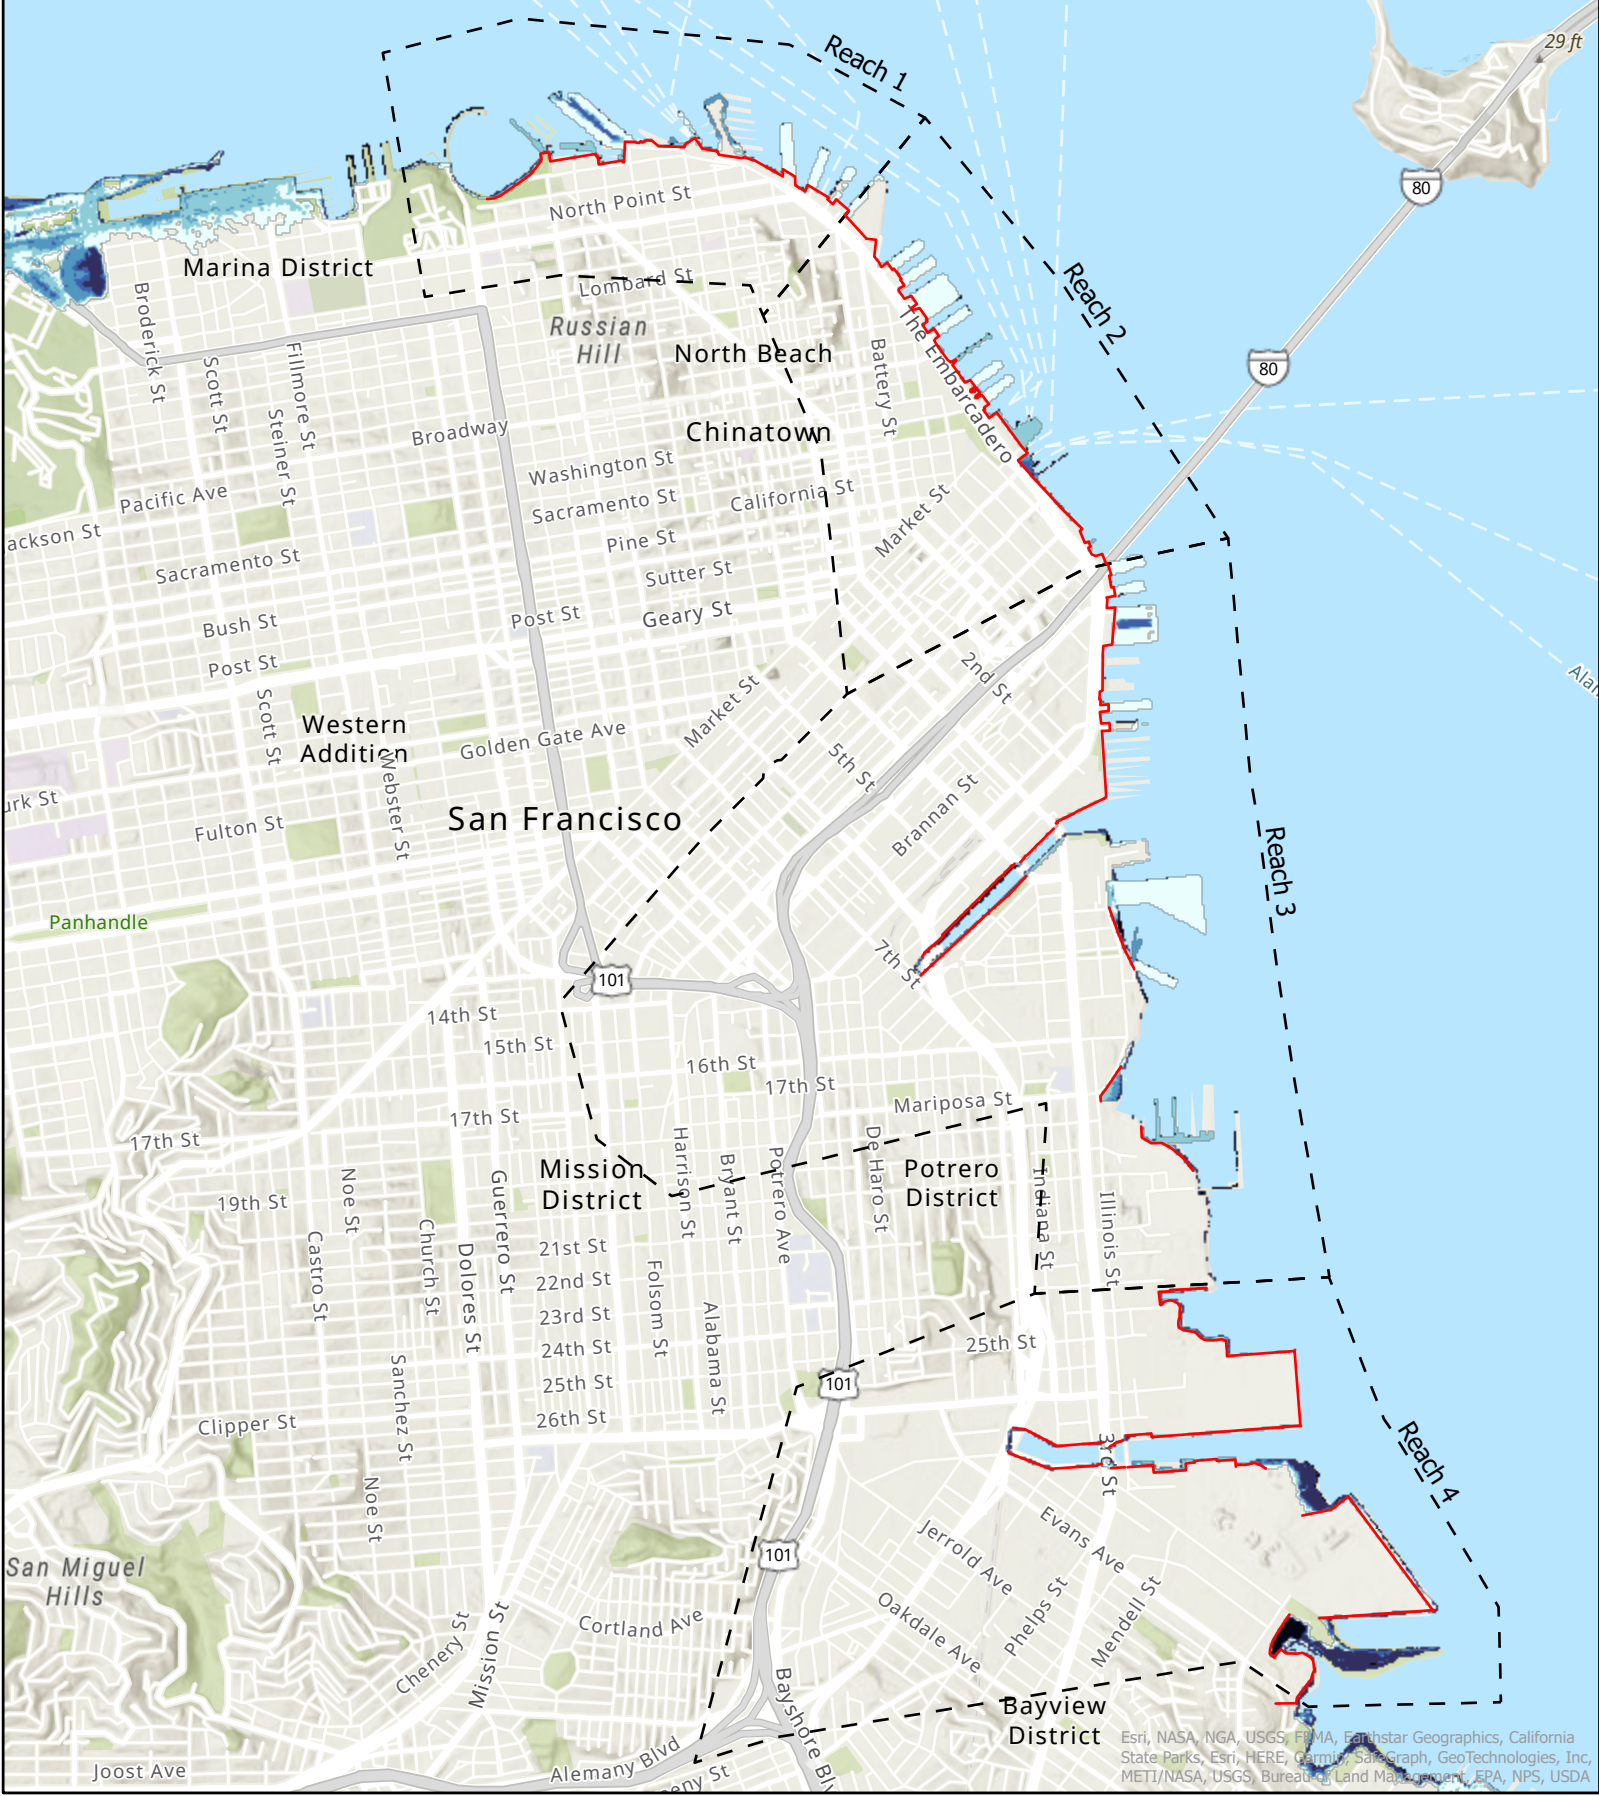 29 ft
Reach 1
80
North Point St
Marina District
Lombard St
Reach 2
Broderick St
Russian
Hill
North Beach
The Embarcadero
Battery St
80
Scott St
Fillmore St
Steiner St
Broadway
Chinatown
Washington St
Pacific Ave
Sacramento St
California St
Market St
ackson St
Pine St
Sacramento St
Sutter St
Bush St
Post St
Geary St
Post St
2nd St
Alan
Scott St
Western
Addition
Market St
Golden Gate Ave
Webster St
5th St
urk St
Fulton St
San Francisco
Brannan St
Reach 3
Panhandle
7th St
101
14th St
15th St
16th St
17th St
Mariposa St
17th St
17th St
Mission
District
Harrison St
Bryant St
Potrero Ave
De Haro St
Potrero
District
Indiana St
Illinois St
19th St
Noe St
Guerrero St
Castro St
Church St
Dolores St
21st St
22nd St
23rd St
24th St
25th St
26th St
Folsom St
Alabama St
25th St
101
Sanchez St
Clipper St
3rd St
Reach 4
Noe St
Evans Ave
Jerrold Ave
101
San Miguel
Hills
Phelps St
Mendell St
Oakdale Ave
Cortland Ave
Chenery St
Mission St
Bayshore Blv
Bayview
District
Alemany Blvd
Joost Ave
eny St
Esri, NASA, NGA, USGS, FEMA, Earthstar Geographics, California
State Parks, Esri, HERE, Garmin, SafeGraph, GeoTechnologies, Inc,
METI/NASA, USGS, Bureau of Land Management, EPA, NPS, USDA